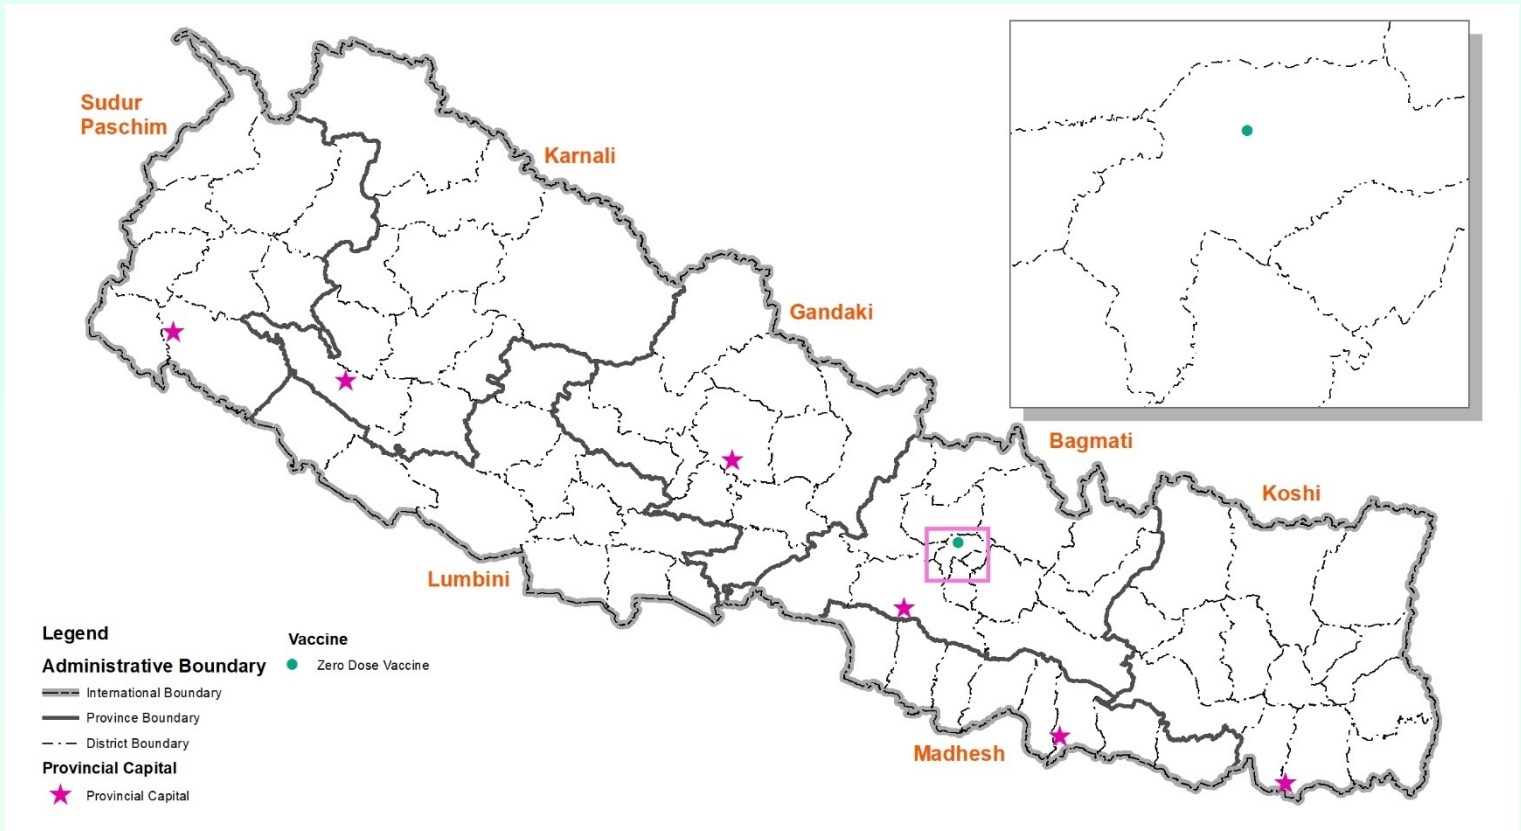 Sudur
Paschim
Karnali
Gandaki
Bagmati
Koshi
Lumbini
Madhesh
Legend
Administrative Boundary
International Boundary
Province Boundary
District Boundary
Provincial Capital
Provincial Capital
Vaccine
Zero Dose Vaccine